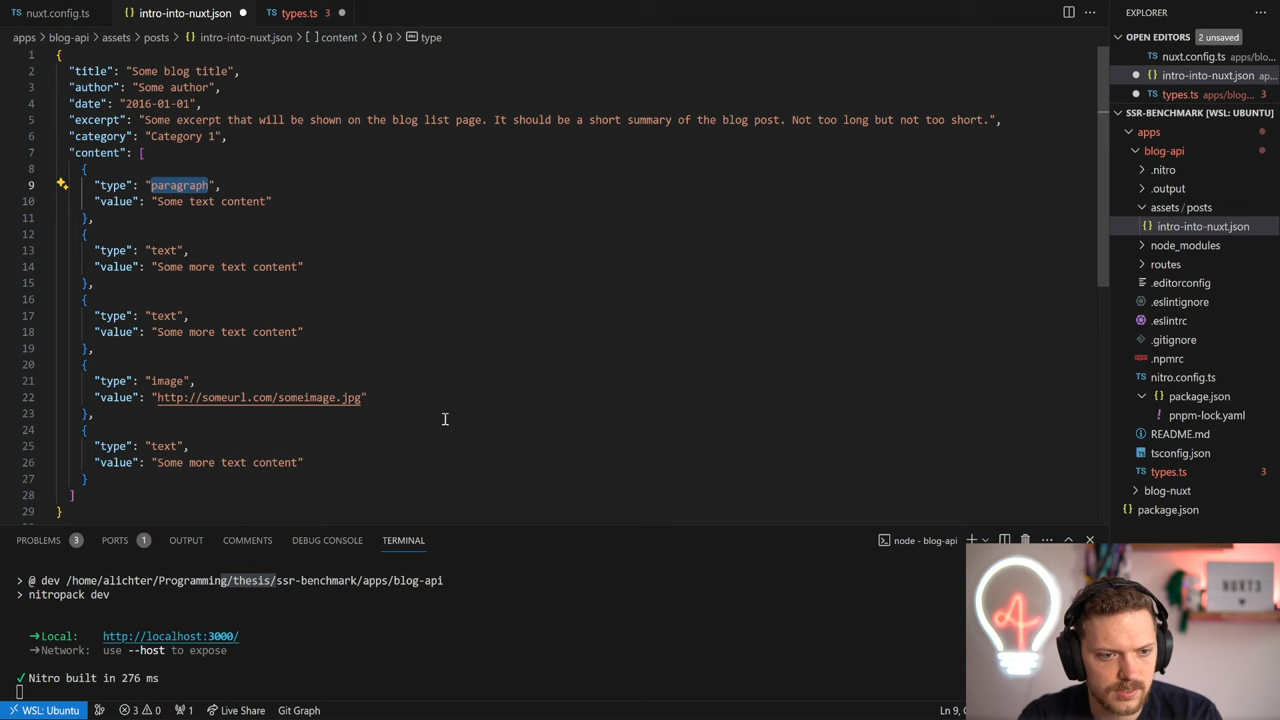 nuxt.config.ts
intro-into-nuxt.json
types.ts 3
apps > blog-api > assets > posts > intro-into-nuxt.json > [ ] content > {} 0 > type
1 {
2 "title": "Some blog title",
3 "author": "Some author",
4 "date": "2016-01-01",
5 "excerpt": "Some excerpt that will be shown on the blog list page. It should be a short summary of the blog post. Not too long but not too short.",
6 "category": "Category 1",
7 "content": [
8 {
9 "type": "paragraph",
10 "value": "Some text content"
11 },
12 {
13 "type": "text",
14 "value": "Some more text content"
15 },
16 {
17 "type": "text",
18 "value": "Some more text content"
19 },
20 {
21 "type": "image",
22 "value": "http://someurl.com/someimage.jpg"
23 },
24 {
25 "type": "text",
26 "value": "Some more text content"
27 }
28 ]
29 }
PROBLEMS 3 PORTS 1 OUTPUT COMMENTS DEBUG CONSOLE TERMINAL
node - blog-api
> @ dev /home/alichter/Programming/thesis/ssr-benchmark/apps/blog-api
> nitropack dev
➜ Local: http://localhost:3000/
➜ Network: use --host to expose
✓ Nitro built in 276 ms
WSL: Ubuntu 3 0 1 Live Share Git Graph
Ln 9,
EXPLORER
OPEN EDITORS 2 unsaved
TS nuxt.config.ts apps/blo...
{} intro-into-nuxt.json ap...
TS types.ts apps/blog... 3
SSR-BENCHMARK [WSL: UBUNTU]
apps
blog-api
.nitro
.output
assets / posts
{} intro-into-nuxt.json
node_modules
routes
.editorconfig
.eslintignore
.eslintrc
.gitignore
.npmrc
nitro.config.ts
{} package.json
! pnpm-lock.yaml
README.md
tsconfig.json
TS types.ts 3
blog-nuxt
{} package.json
NUXT3